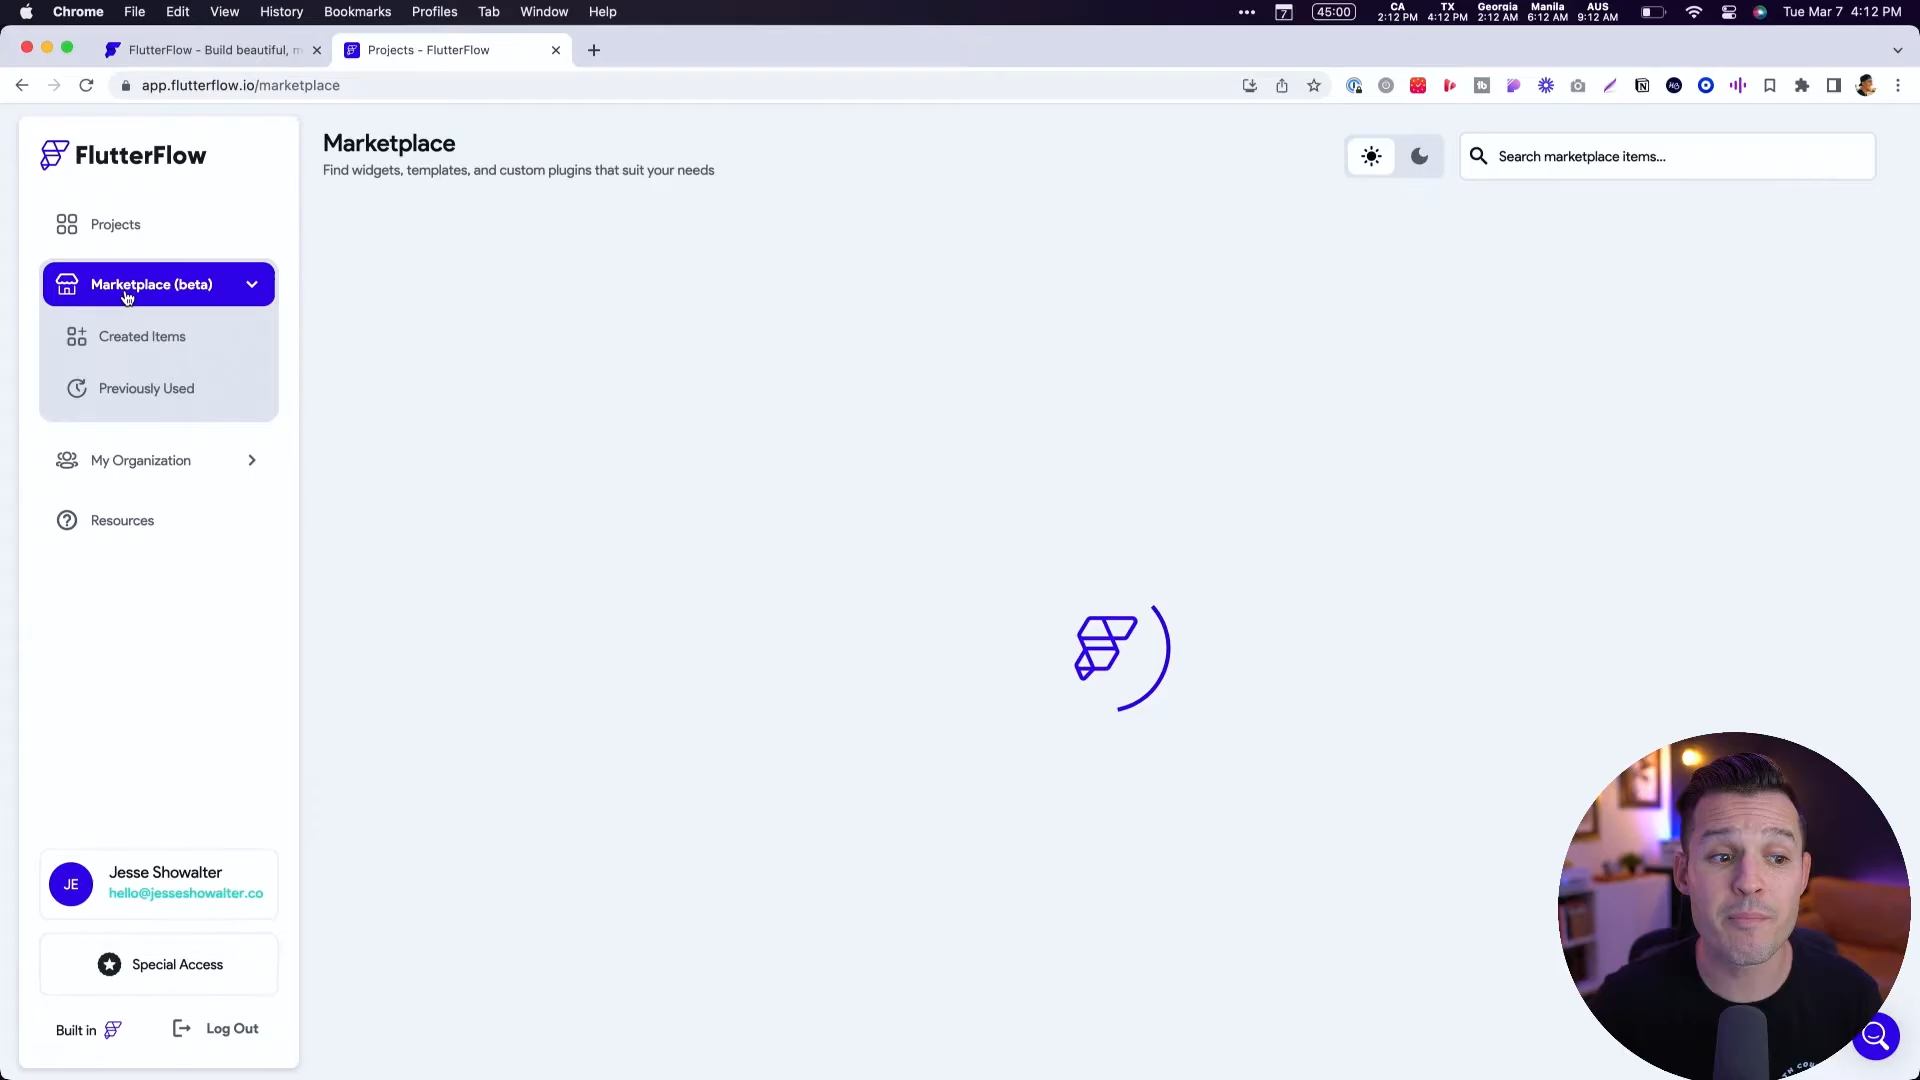 Chrome File Edit View History Bookmarks Profiles Tab Window Help
7 45:00 CA 2:12 PM TX 4:12 PM Georgia 2:12 AM Manila 6:12 AM AUS 9:12 AM Tue Mar 7 4:12 PM
FlutterFlow - Build beautiful, m
Projects - FlutterFlow
app.flutterflow.io/marketplace
FlutterFlow
Marketplace
Find widgets, templates, and custom plugins that suit your needs
Search marketplace items...
Projects
Marketplace (beta)
Created Items
Previously Used
My Organization
Resources
JE
Jesse Showalter
hello@jesseshowalter.co
Special Access
Built in
Log Out